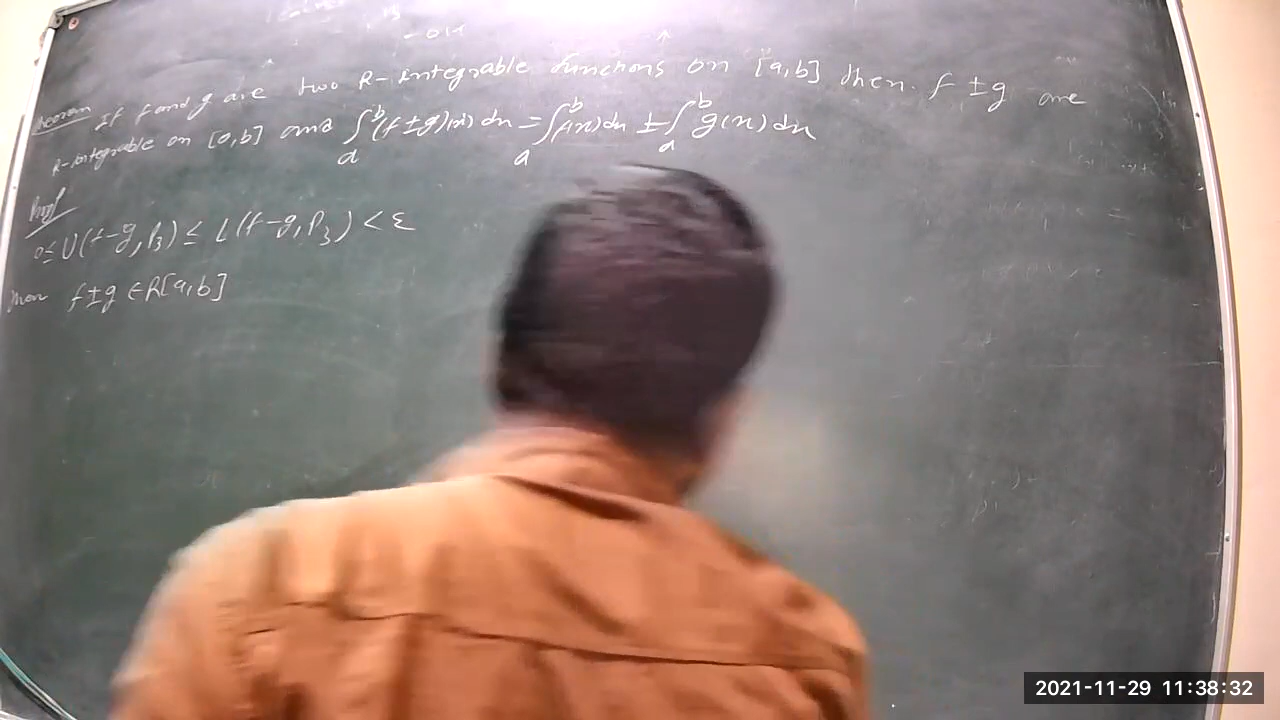 Theorem If f and g are two R-integrable functions on [a,b] then f ± g are
R-integrable on [a,b] and ∫_a^b (f ± g)(x) dx = ∫_a^b f(x) dx ± ∫_a^b g(x) dx
Proof
0 ≤ U(f-g, P₃) ≤ L(f-g, P₃) < ε
then f ± g ∈ R[a,b]
2021-11-29 11:38:32